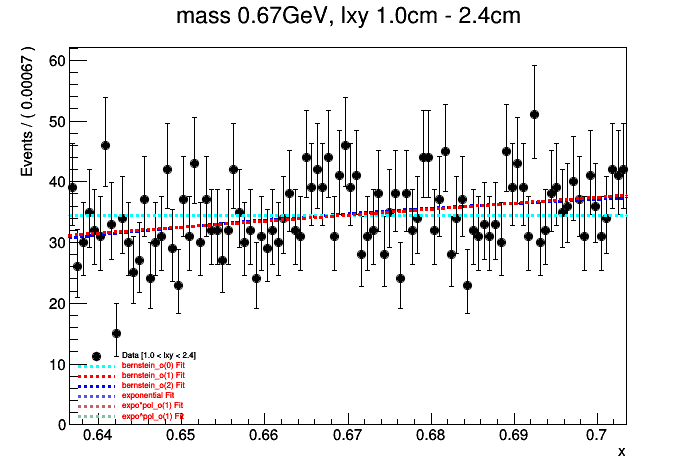 mass 0.67GeV, lxy 1.0cm - 2.4cm
Events / ( 0.00067 )
60
50
40
30
20
10
0
Data [1.0 < lxy < 2.4]
bernstein_o(0) Fit
bernstein_o(1) Fit
bernstein_o(2) Fit
exponential Fit
expo*pol_o(1) Fit
expo*ppl_o(1) Fit
0.64 0.65 0.66 0.67 0.68 0.69 0.7
x